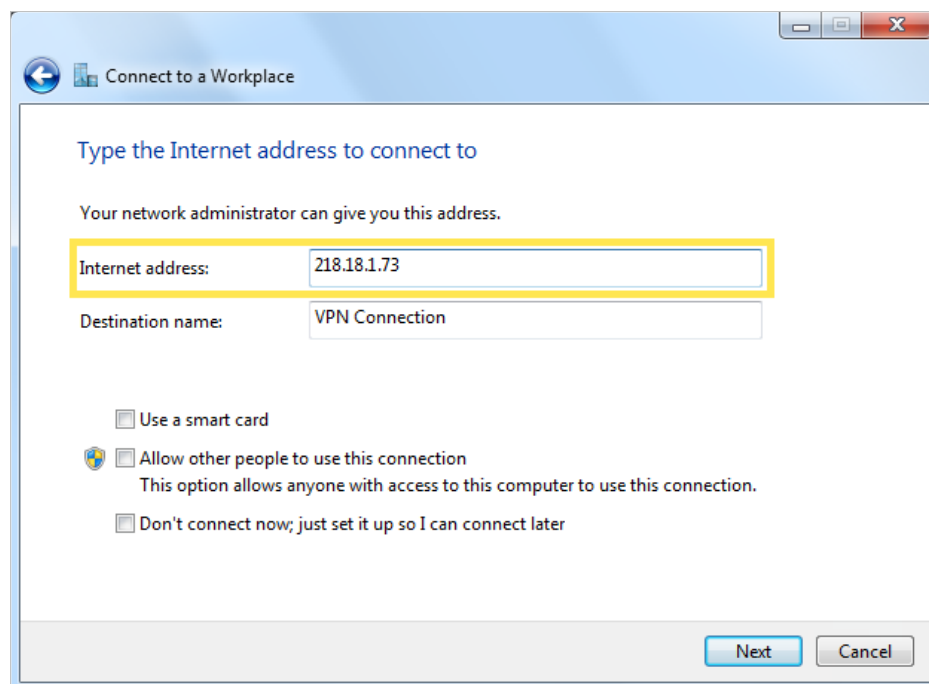 Connect to a Workplace
Type the Internet address to connect to
Your network administrator can give you this address.
Internet address: 218.18.1.73
Destination name: VPN Connection
Use a smart card
Allow other people to use this connection
This option allows anyone with access to this computer to use this connection.
Don't connect now; just set it up so I can connect later
Next Cancel